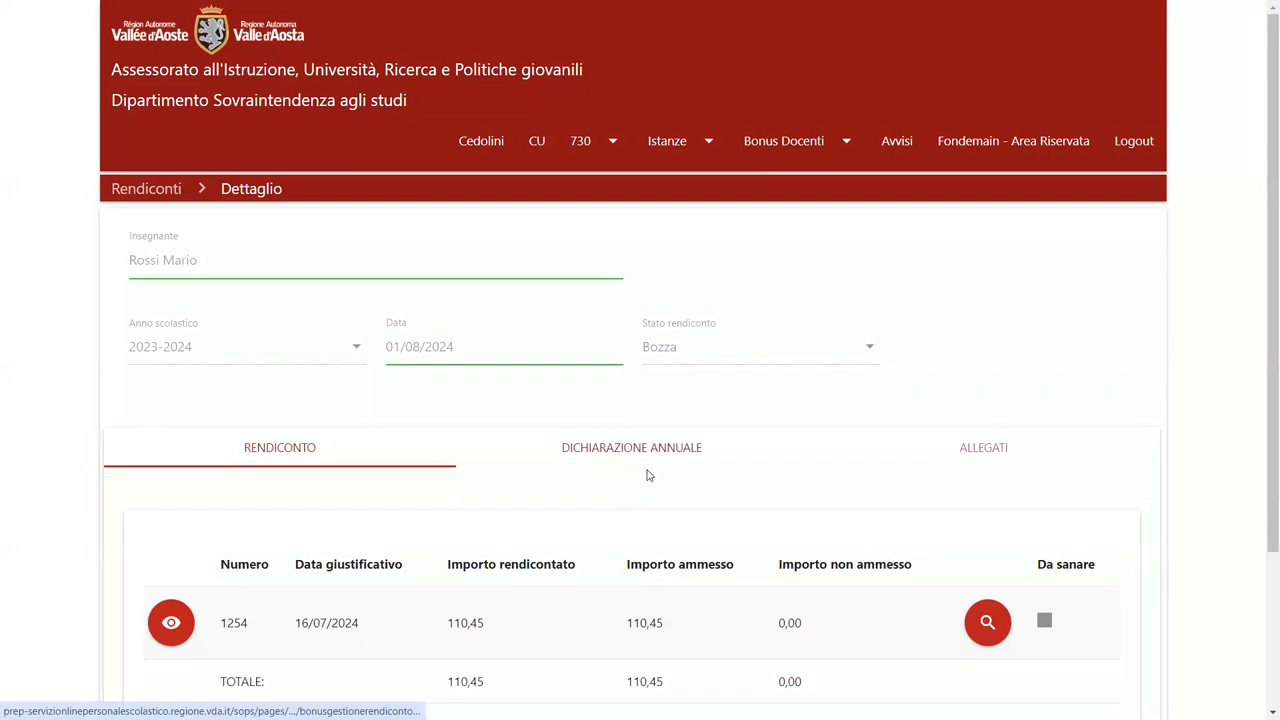 Région Autonome
Vallée d'Aoste
Regione Autonoma
Valle d'Aosta
Assessorato all'Istruzione, Università, Ricerca e Politiche giovanili
Dipartimento Sovraintendenza agli studi
Cedolini CU 730 Istanze Bonus Docenti Avvisi Fondemain - Area Riservata Logout
Rendiconti > Dettaglio
Insegnante
Rossi Mario
Anno scolastico Data Stato rendiconto
2023-2024 01/08/2024 Bozza
RENDICONTO DICHIARAZIONE ANNUALE ALLEGATI
Numero Data giustificativo Importo rendicontato Importo ammesso Importo non ammesso Da sanare
1254 16/07/2024 110,45 110,45 0,00
TOTALE: 110,45 110,45 0,00
prep-servizionlinepersonalescolastico.regione.vda.it/sops/pages/.../bonusgestionerendiconto...